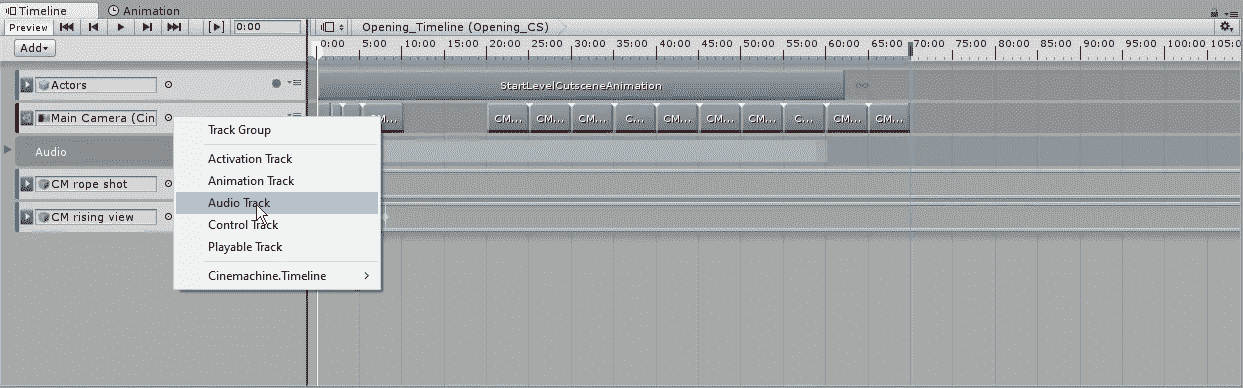 Timeline Animation
Preview 0:00 Opening_Timeline (Opening_CS)
Add 0:00 5:00 10:00 15:00 20:00 25:00 30:00 35:00 40:00 45:00 50:00 55:00 60:00 65:00 70:00 75:00 80:00 85:00 90:00 95:00 100:00 105:0
Actors StartLevelCutsceneAnimation
Main Camera (Cin CM... CM... CM... CM... C... CM... CM... CM... CM... C... CM...
Track Group
Audio
Activation Track
Animation Track
CM rope shot
Audio Track
CM rising view
Control Track
Playable Track
Cinemachine.Timeline